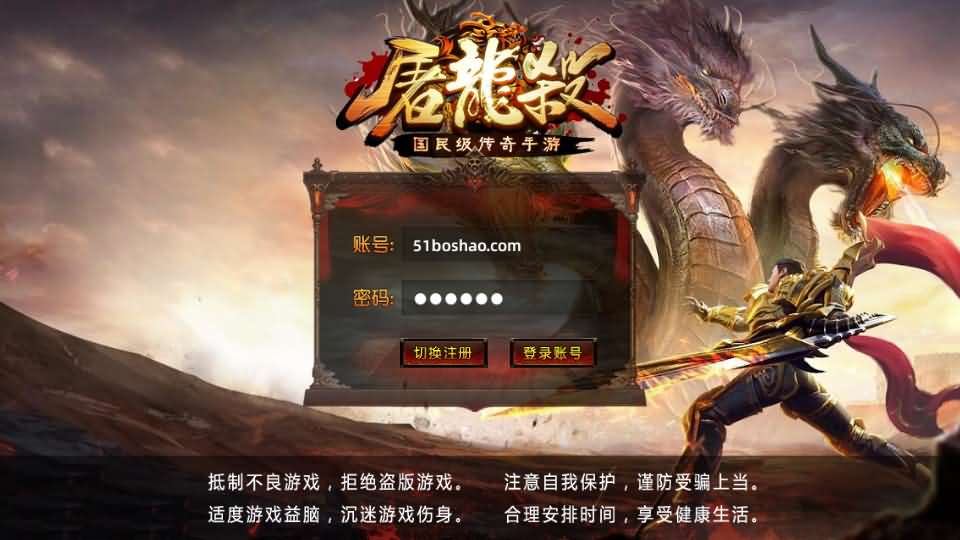 屠龍殺
国民级传奇手游
账号: 51boshao.com
密码: ●●●●●●
切换注册 登录账号
抵制不良游戏，拒绝盗版游戏。 注意自我保护，谨防受骗上当。
适度游戏益脑，沉迷游戏伤身。 合理安排时间，享受健康生活。